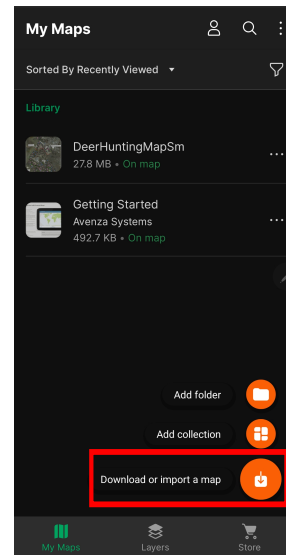 My Maps
Sorted By Recently Viewed
Library
DeerHuntingMapSm
27.8 MB • On map
Getting Started
Avenza Systems
492.7 KB • On map
Add folder
Add collection
Download or import a map
My Maps Layers Store